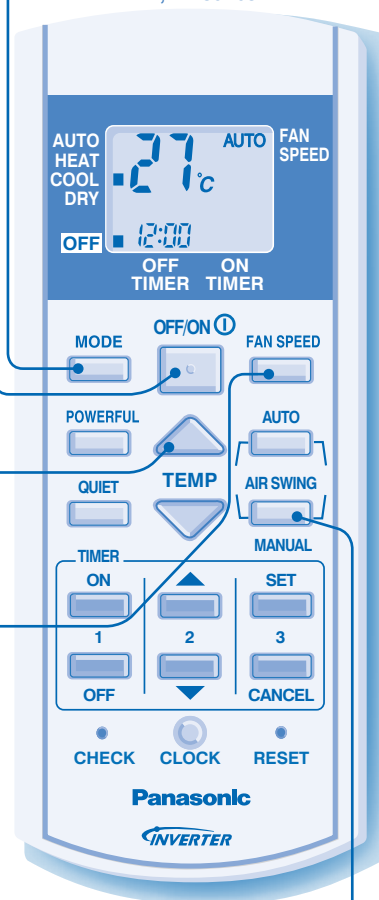 AUTO
HEAT
COOL
DRY
27°C
AUTO
FAN
SPEED
OFF
12:00
OFF TIMER
ON TIMER
OFF/ON
MODE
FAN SPEED
POWERFUL
AUTO
QUIET
TEMP
AIR SWING
MANUAL
TIMER
ON
SET
1
2
3
OFF
CANCEL
CHECK
CLOCK
RESET
Panasonic
INVERTER